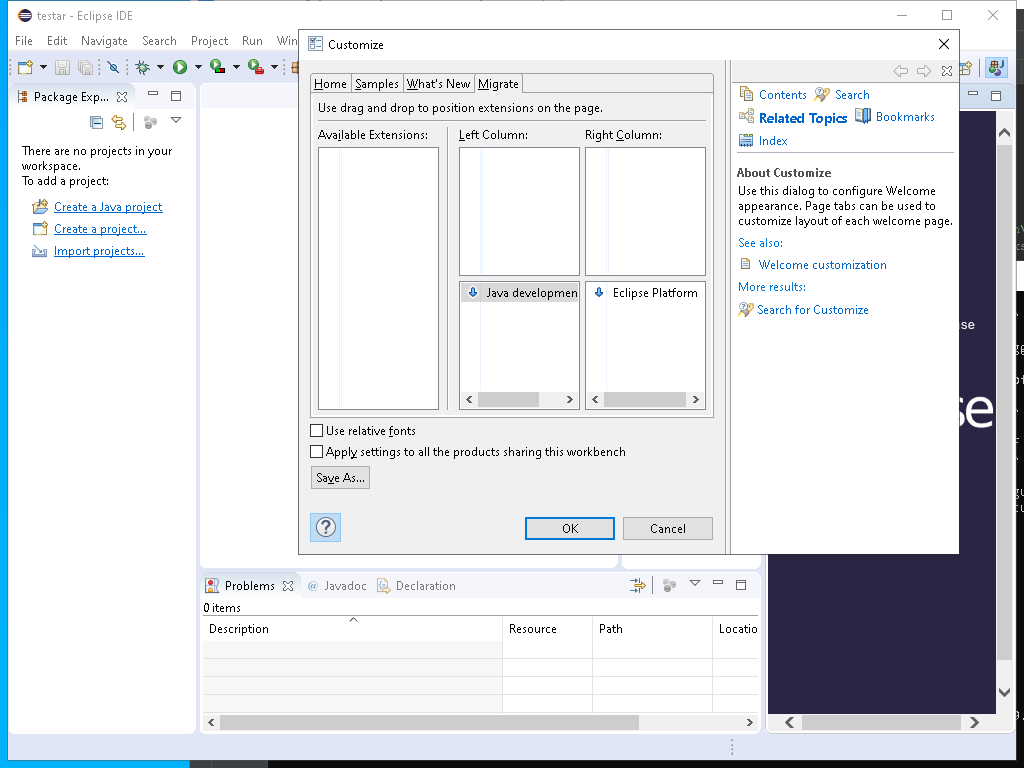 testar - Eclipse IDE
File Edit Navigate Search Project Run Win
Customize
Package Exp...
There are no projects in your
workspace.
To add a project:
Create a Java project
Create a project...
Import projects...
Home Samples What's New Migrate
Use drag and drop to position extensions on the page.
Available Extensions: Left Column: Right Column:
Java developmen
Eclipse Platform
Use relative fonts
Apply settings to all the products sharing this workbench
Save As...
OK Cancel
Contents Search
Related Topics Bookmarks
Index
About Customize
Use this dialog to configure Welcome
appearance. Page tabs can be used to
customize layout of each welcome page.
See also:
Welcome customization
More results:
Search for Customize
se
se
Problems @ Javadoc Declaration
0 items
Description Resource Path Locatio